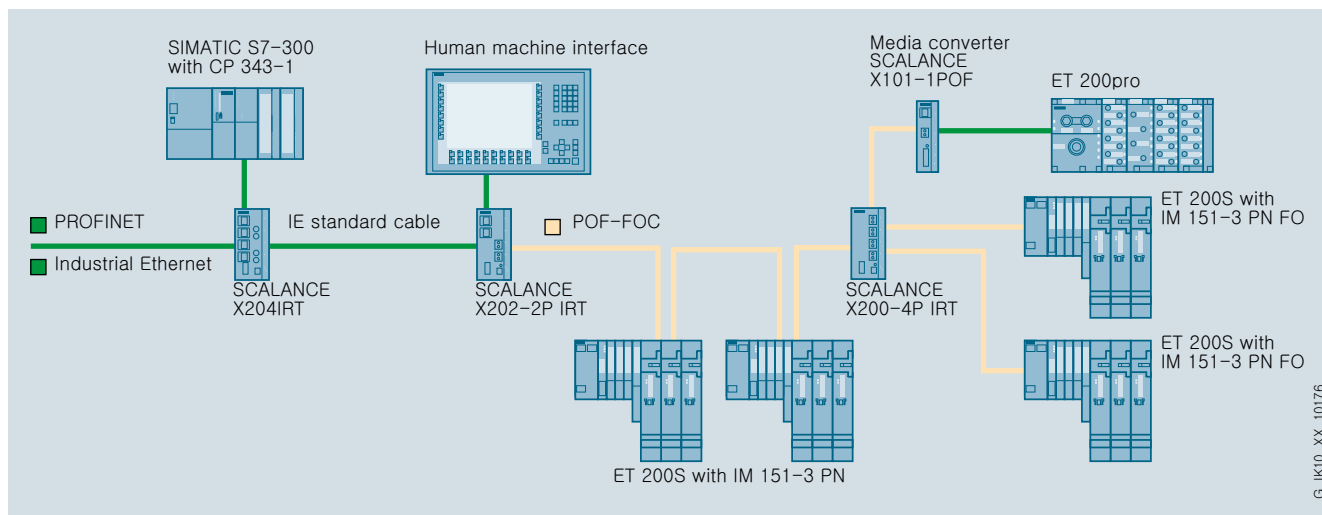 SIMATIC S7-300
with CP 343-1
Human machine interface
Media converter
SCALANCE
X101-1POF
ET 200pro
PROFINET
IE standard cable
POF-FOC
Industrial Ethernet
SCALANCE
X204IRT
SCALANCE
X202-2P IRT
SCALANCE
X200-4P IRT
ET 200S with
IM 151-3 PN FO
ET 200S with
IM 151-3 PN FO
ET 200S with IM 151-3 PN
G_IK10_XX_10176